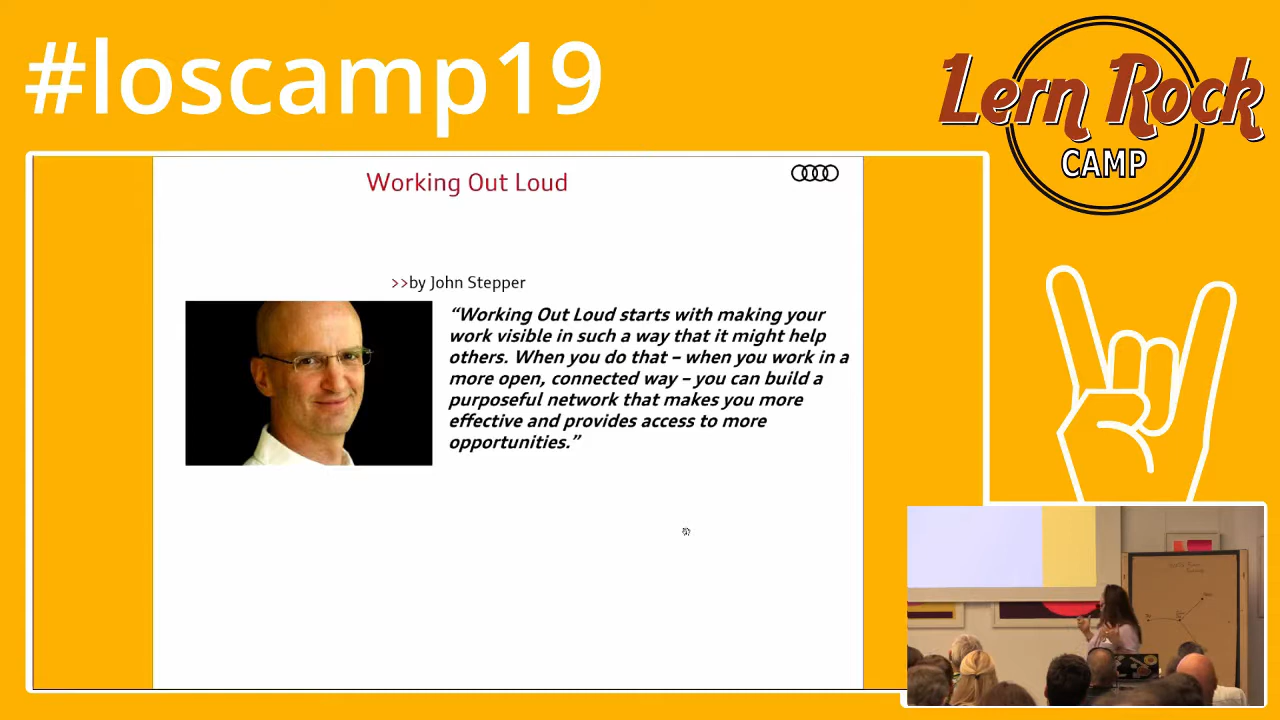 #loscamp19
Lern Rock
CAMP
Working Out Loud
>>by John Stepper
“Working Out Loud starts with making your
work visible in such a way that it might help
others. When you do that – when you work in a
more open, connected way – you can build a
purposeful network that makes you more
effective and provides access to more
opportunities.”